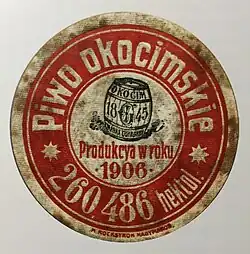 Piwo okocimskie
OKOCIM
1845
Produkcya w roku
1906
260.486 hektol.